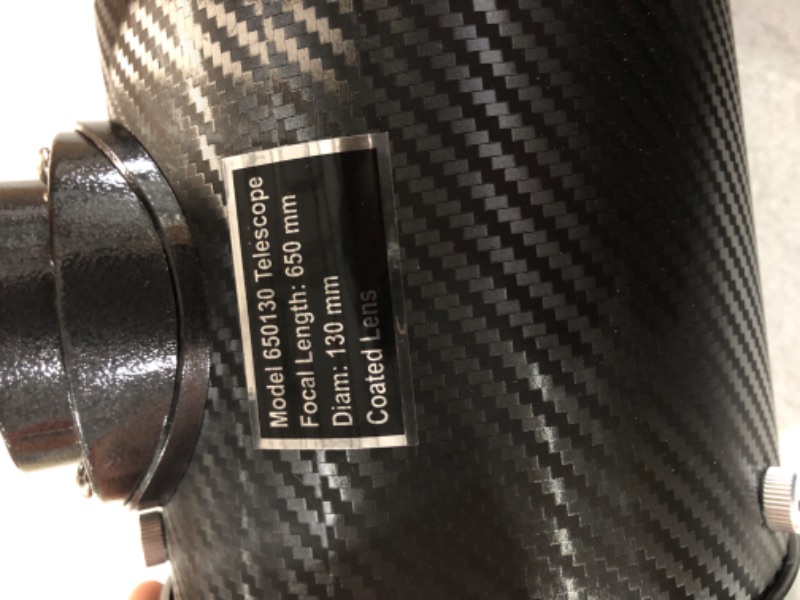 Model 650130 Telescope
Focal Length: 650 mm
Diam: 130 mm
Coated Lens